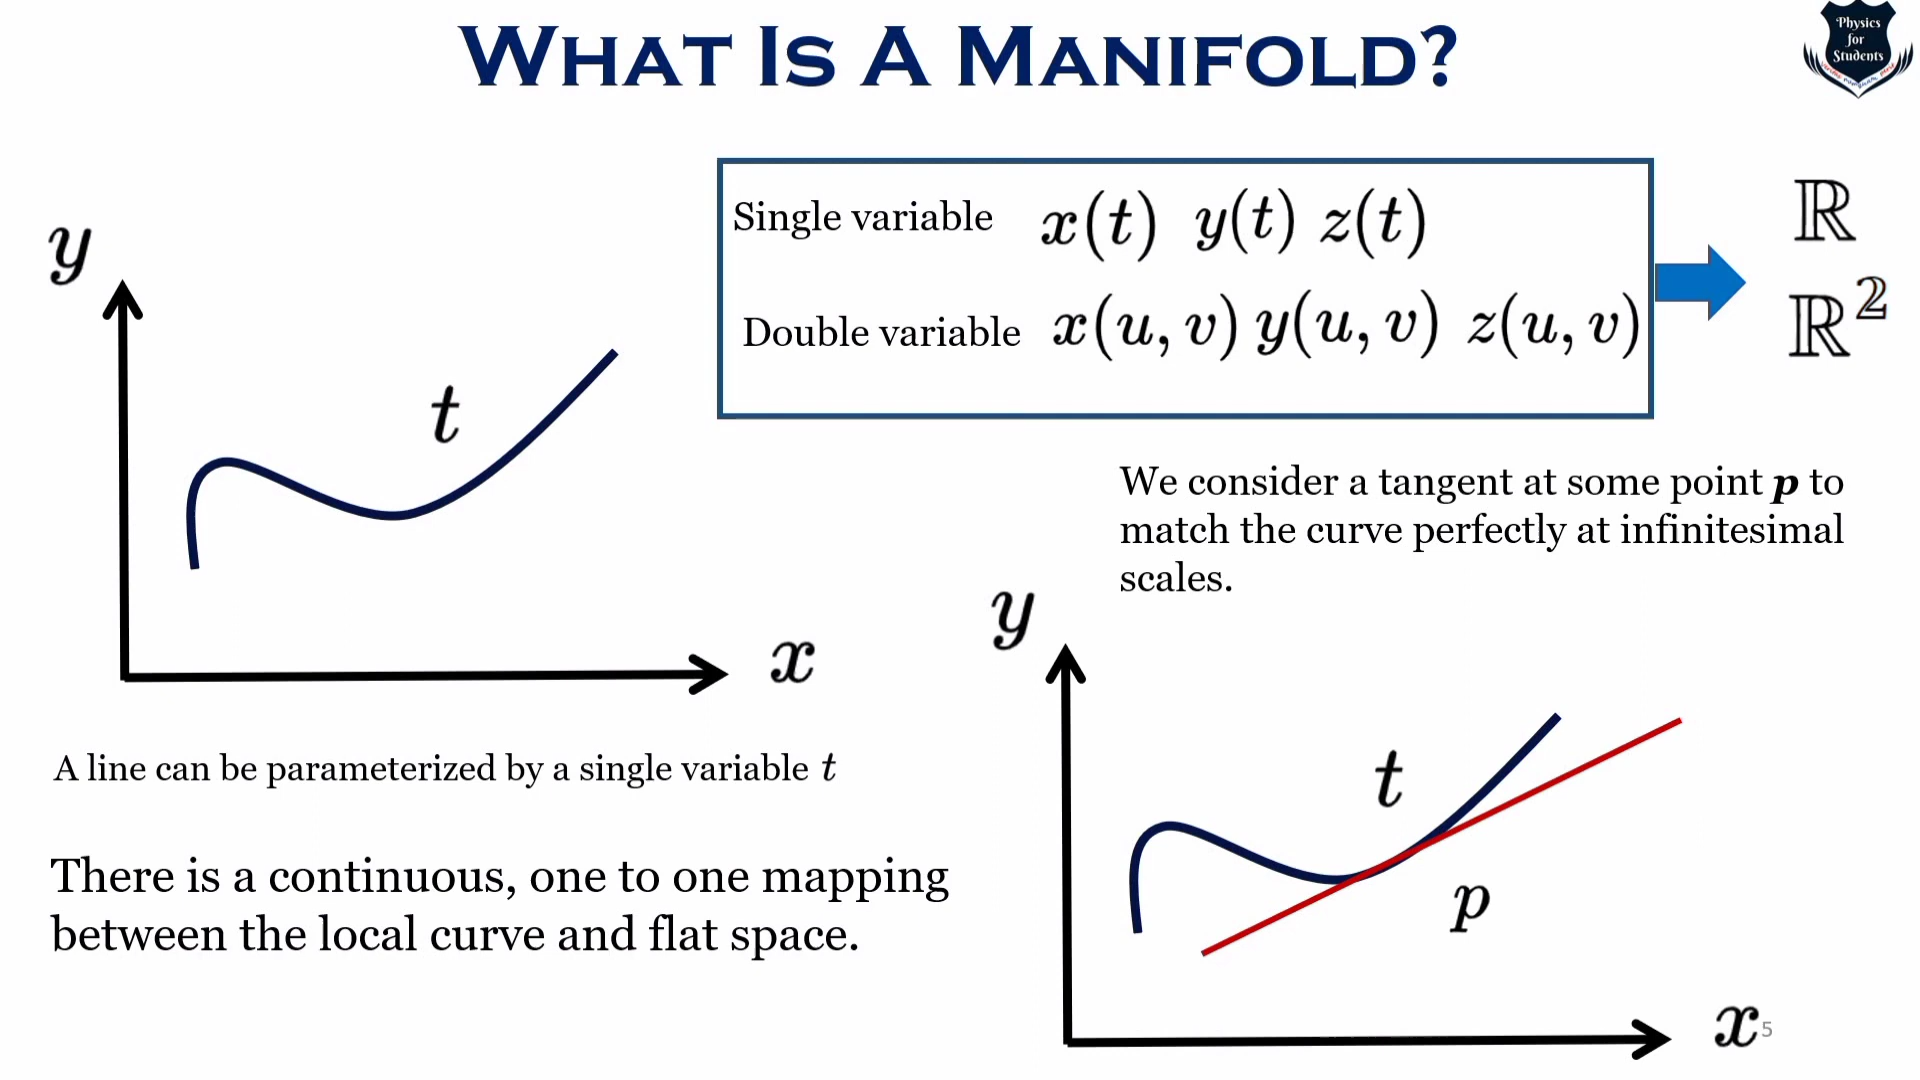 WHAT IS A MANIFOLD?
Physics
for
Students
Single variable x(t) y(t) z(t)
Double variable x(u, v) y(u, v) z(u, v)
ℝ
ℝ²
y
t
x
A line can be parameterized by a single variable t
There is a continuous, one to one mapping
between the local curve and flat space.
We consider a tangent at some point p to
match the curve perfectly at infinitesimal
scales.
y
t
p
x
5